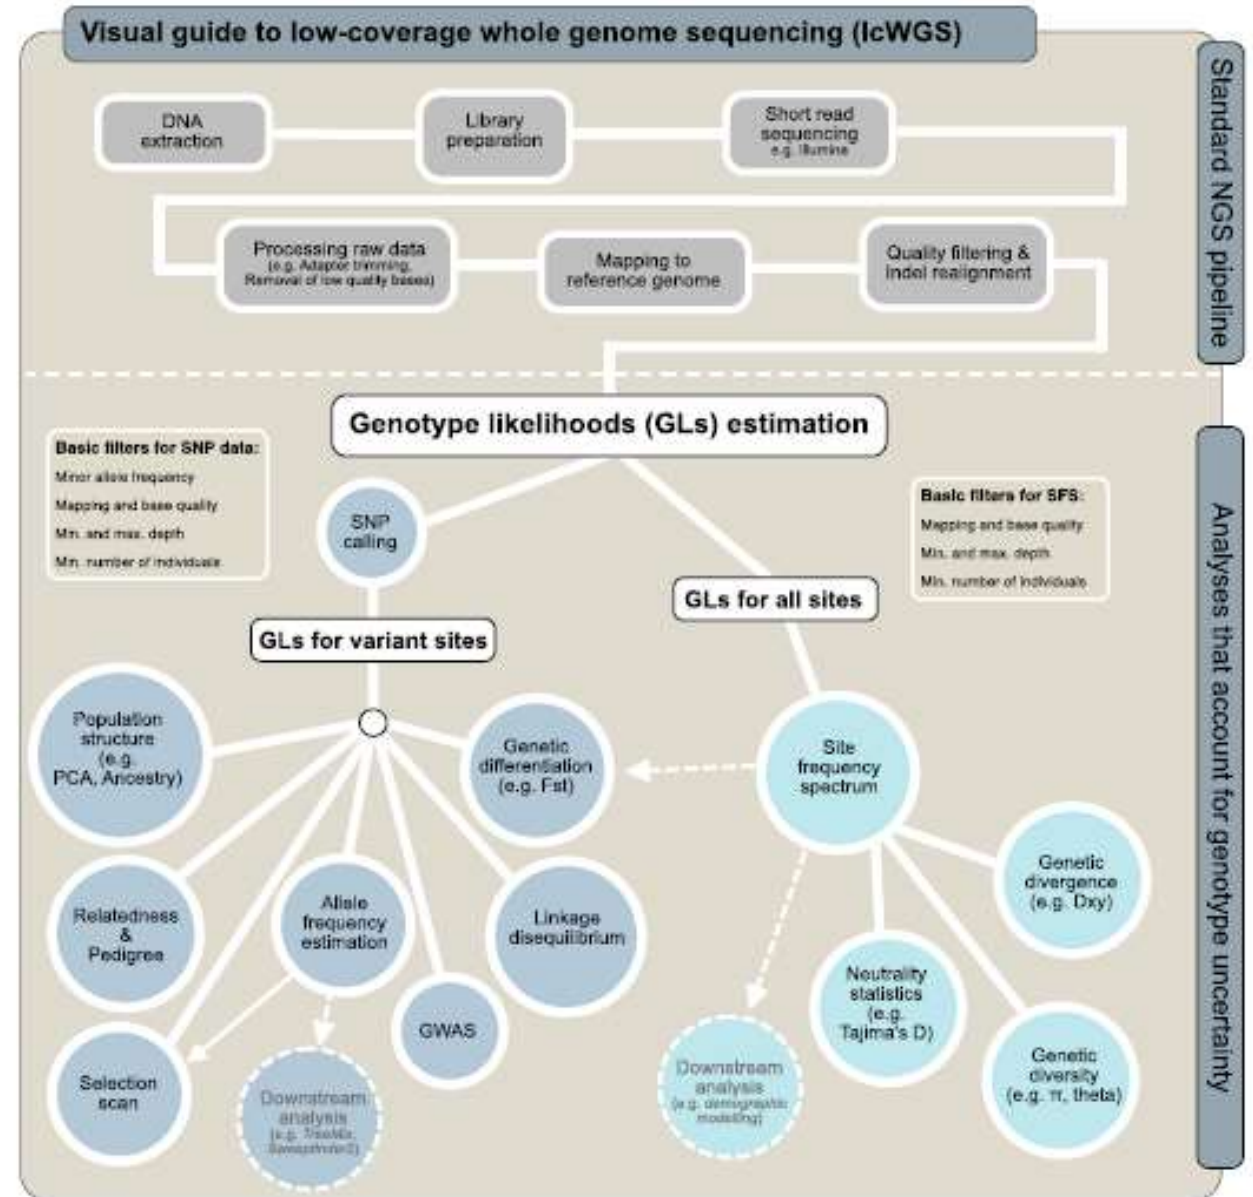 Visual guide to low-coverage whole genome sequencing (lcWGS)
Standard NGS pipeline
DNA
extraction
Library
preparation
Short read
sequencing
e.g. Illumina
Processing raw data
(e.g. Adapter trimming,
Removal of low quality bases)
Mapping to
reference genome
Quality filtering &
Indel realignment
Genotype likelihoods (GLs) estimation
Analyses that account for genotype uncertainty
Basic filters for SNP data:
Minor allele frequency
Mapping and base quality
Min. and max. depth
Min. number of individuals
SNP
calling
Basic filters for SFS:
Mapping and base quality
Min. and max. depth
Min. number of individuals
GLs for all sites
GLs for variant sites
Population
structure
(e.g.
PCA, Ancestry)
Genetic
differentiation
(e.g. Fst)
Site
frequency
spectrum
Relatedness
&
Pedigree
Allele
frequency
estimation
Linkage
disequilibrium
Genetic
divergence
(e.g. Dxy)
Neutrality
statistics
(e.g.
Tajima's D)
GWAS
Selection
scan
Downstream
analysis
(e.g. TreeMix,
Downstream
analysis
(e.g. demographic
modelling)
Genetic
diversity
(e.g. π, theta)